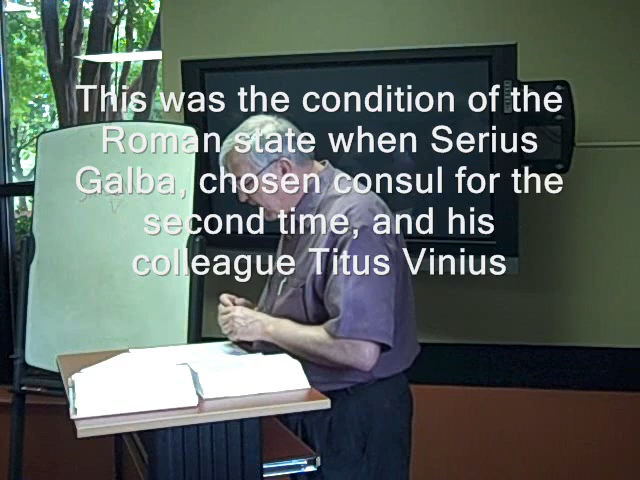 This was the condition of the
Roman state when Serius
Galba, chosen consul for the
second time, and his
colleague Titus Vinius